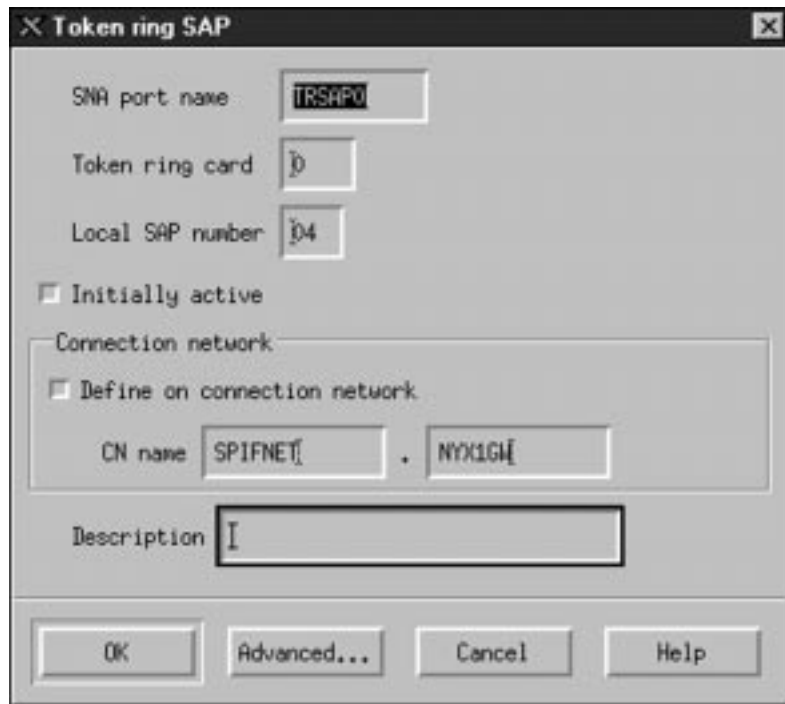 Token ring SAP
SNA port name TRSAP0
Token ring card 0
Local SAP number 04
Initially active
Connection network
Define on connection network
CN name SPIFNET . NYX1GW
Description
OK Advanced... Cancel Help